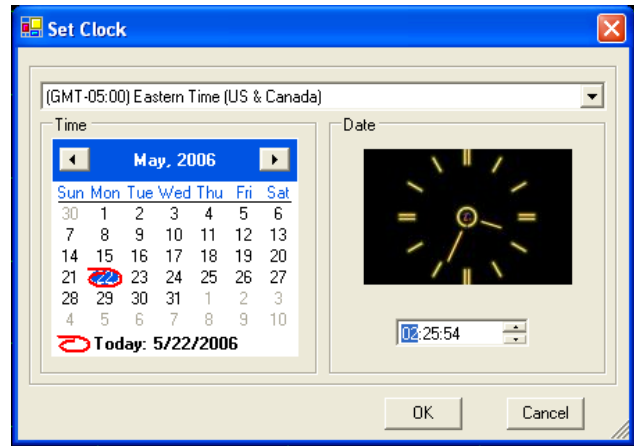 Set Clock
(GMT-05:00) Eastern Time (US & Canada)
Time
May, 2006
Sun Mon Tue Wed Thu Fri Sat
30 1 2 3 4 5 6
7 8 9 10 11 12 13
14 15 16 17 18 19 20
21 22 23 24 25 26 27
28 29 30 31 1 2 3
4 5 6 7 8 9 10
Today: 5/22/2006
Date
02:25:54
OK Cancel